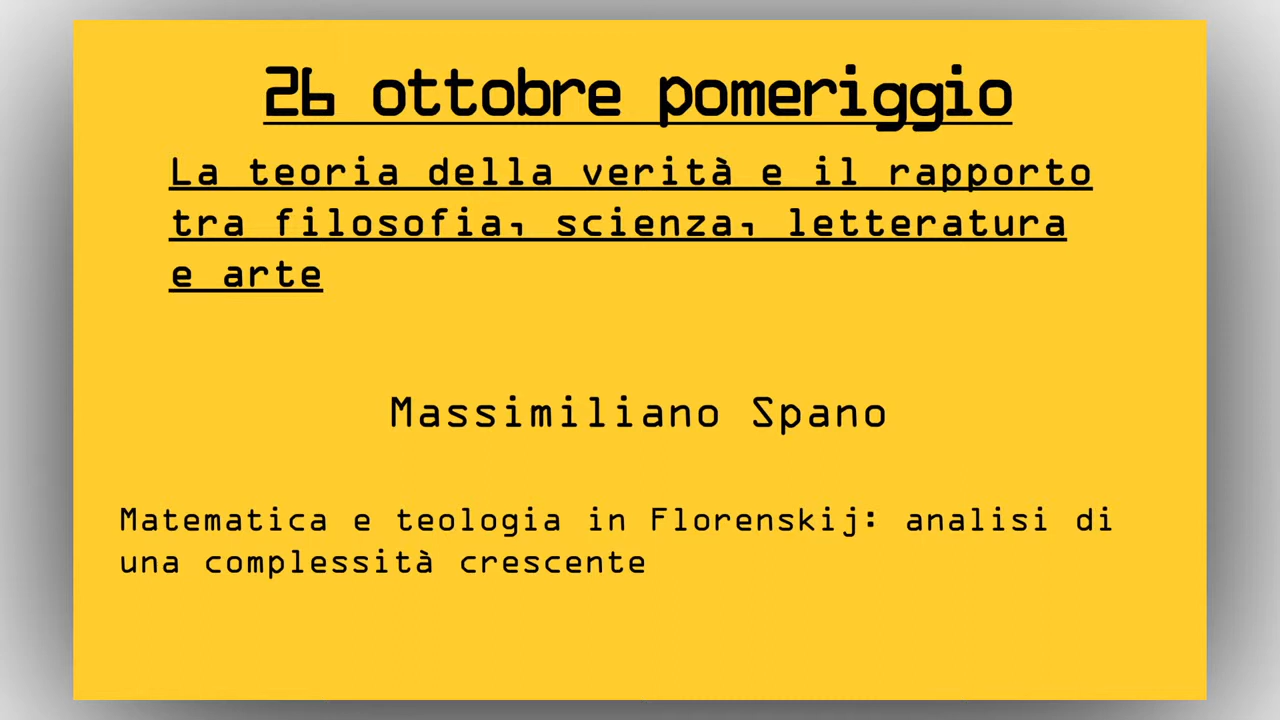 26 ottobre pomeriggio
La teoria della verità e il rapporto
tra filosofia, scienza, letteratura
e arte
Massimiliano Spano
Matematica e teologia in Florenskij: analisi di
una complessità crescente